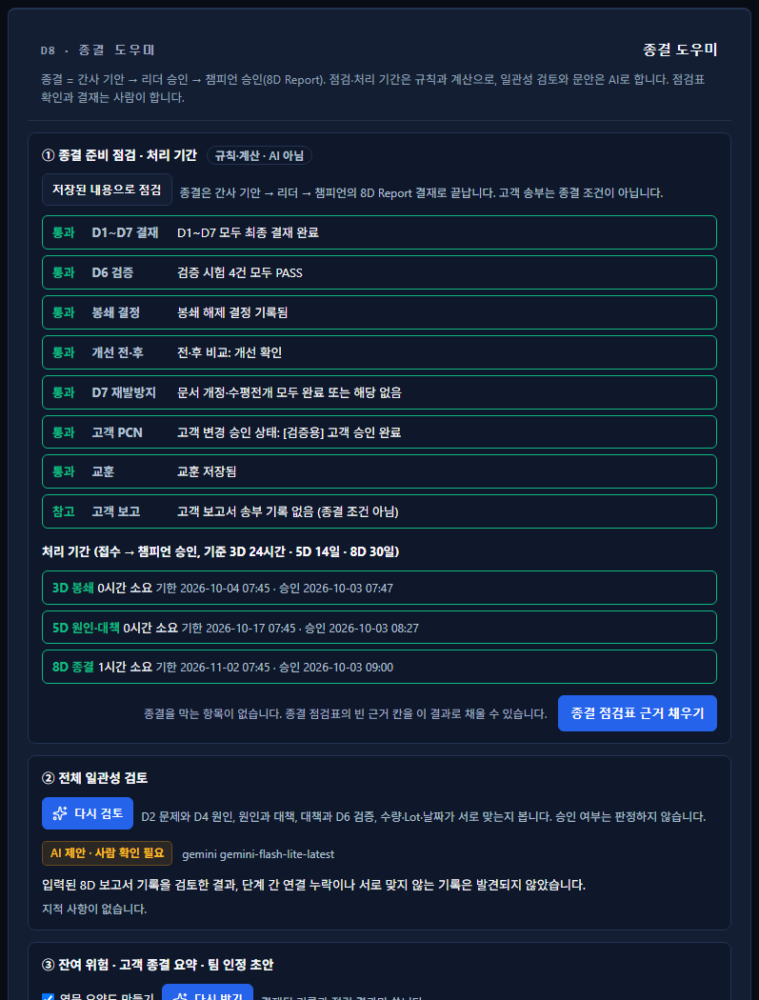 D8 · 종결 도우미
종결 도우미
종결 = 간사 기안 → 리더 승인 → 챔피언 승인(8D Report). 점검·처리 기간은 규칙과 계산으로, 일관성 검토와 문안은 AI로 합니다. 점검표
확인과 결재는 사람이 합니다.
① 종결 준비 점검 · 처리 기간 규칙·계산 · AI 아님
저장된 내용으로 점검 종결은 간사 기안 → 리더 → 챔피언의 8D Report 결재로 끝납니다. 고객 송부는 종결 조건이 아닙니다.
통과 D1~D7 결재 D1~D7 모두 최종 결재 완료
통과 D6 검증 검증 시험 4건 모두 PASS
통과 봉쇄 결정 봉쇄 해제 결정 기록됨
통과 개선 전·후 전·후 비교: 개선 확인
통과 D7 재발방지 문서 개정·수평전개 모두 완료 또는 해당 없음
통과 고객 PCN 고객 변경 승인 상태: [검증용] 고객 승인 완료
통과 교훈 교훈 저장됨
참고 고객 보고 고객 보고서 송부 기록 없음 (종결 조건 아님)
처리 기간 (접수 → 챔피언 승인, 기준 3D 24시간 · 5D 14일 · 8D 30일)
3D 봉쇄 0시간 소요 기한 2026-10-04 07:45 · 승인 2026-10-03 07:47
5D 원인·대책 0시간 소요 기한 2026-10-17 07:45 · 승인 2026-10-03 08:27
8D 종결 1시간 소요 기한 2026-11-02 07:45 · 승인 2026-10-03 09:00
종결을 막는 항목이 없습니다. 종결 점검표의 빈 근거 칸을 이 결과로 채울 수 있습니다. 종결 점검표 근거 채우기
② 전체 일관성 검토
다시 검토 D2 문제와 D4 원인, 원인과 대책, 대책과 D6 검증, 수량·Lot·날짜가 서로 맞는지 봅니다. 승인 여부는 판정하지 않습니다.
AI 제안 · 사람 확인 필요 gemini gemini-flash-lite-latest
입력된 8D 보고서 기록을 검토한 결과, 단계 간 연결 누락이나 서로 맞지 않는 기록은 발견되지 않았습니다.
지적 사항이 없습니다.
③ 잔여 위험 · 고객 종결 요약 · 팀 인정 초안
영문 요약도 만들기 다시 받기